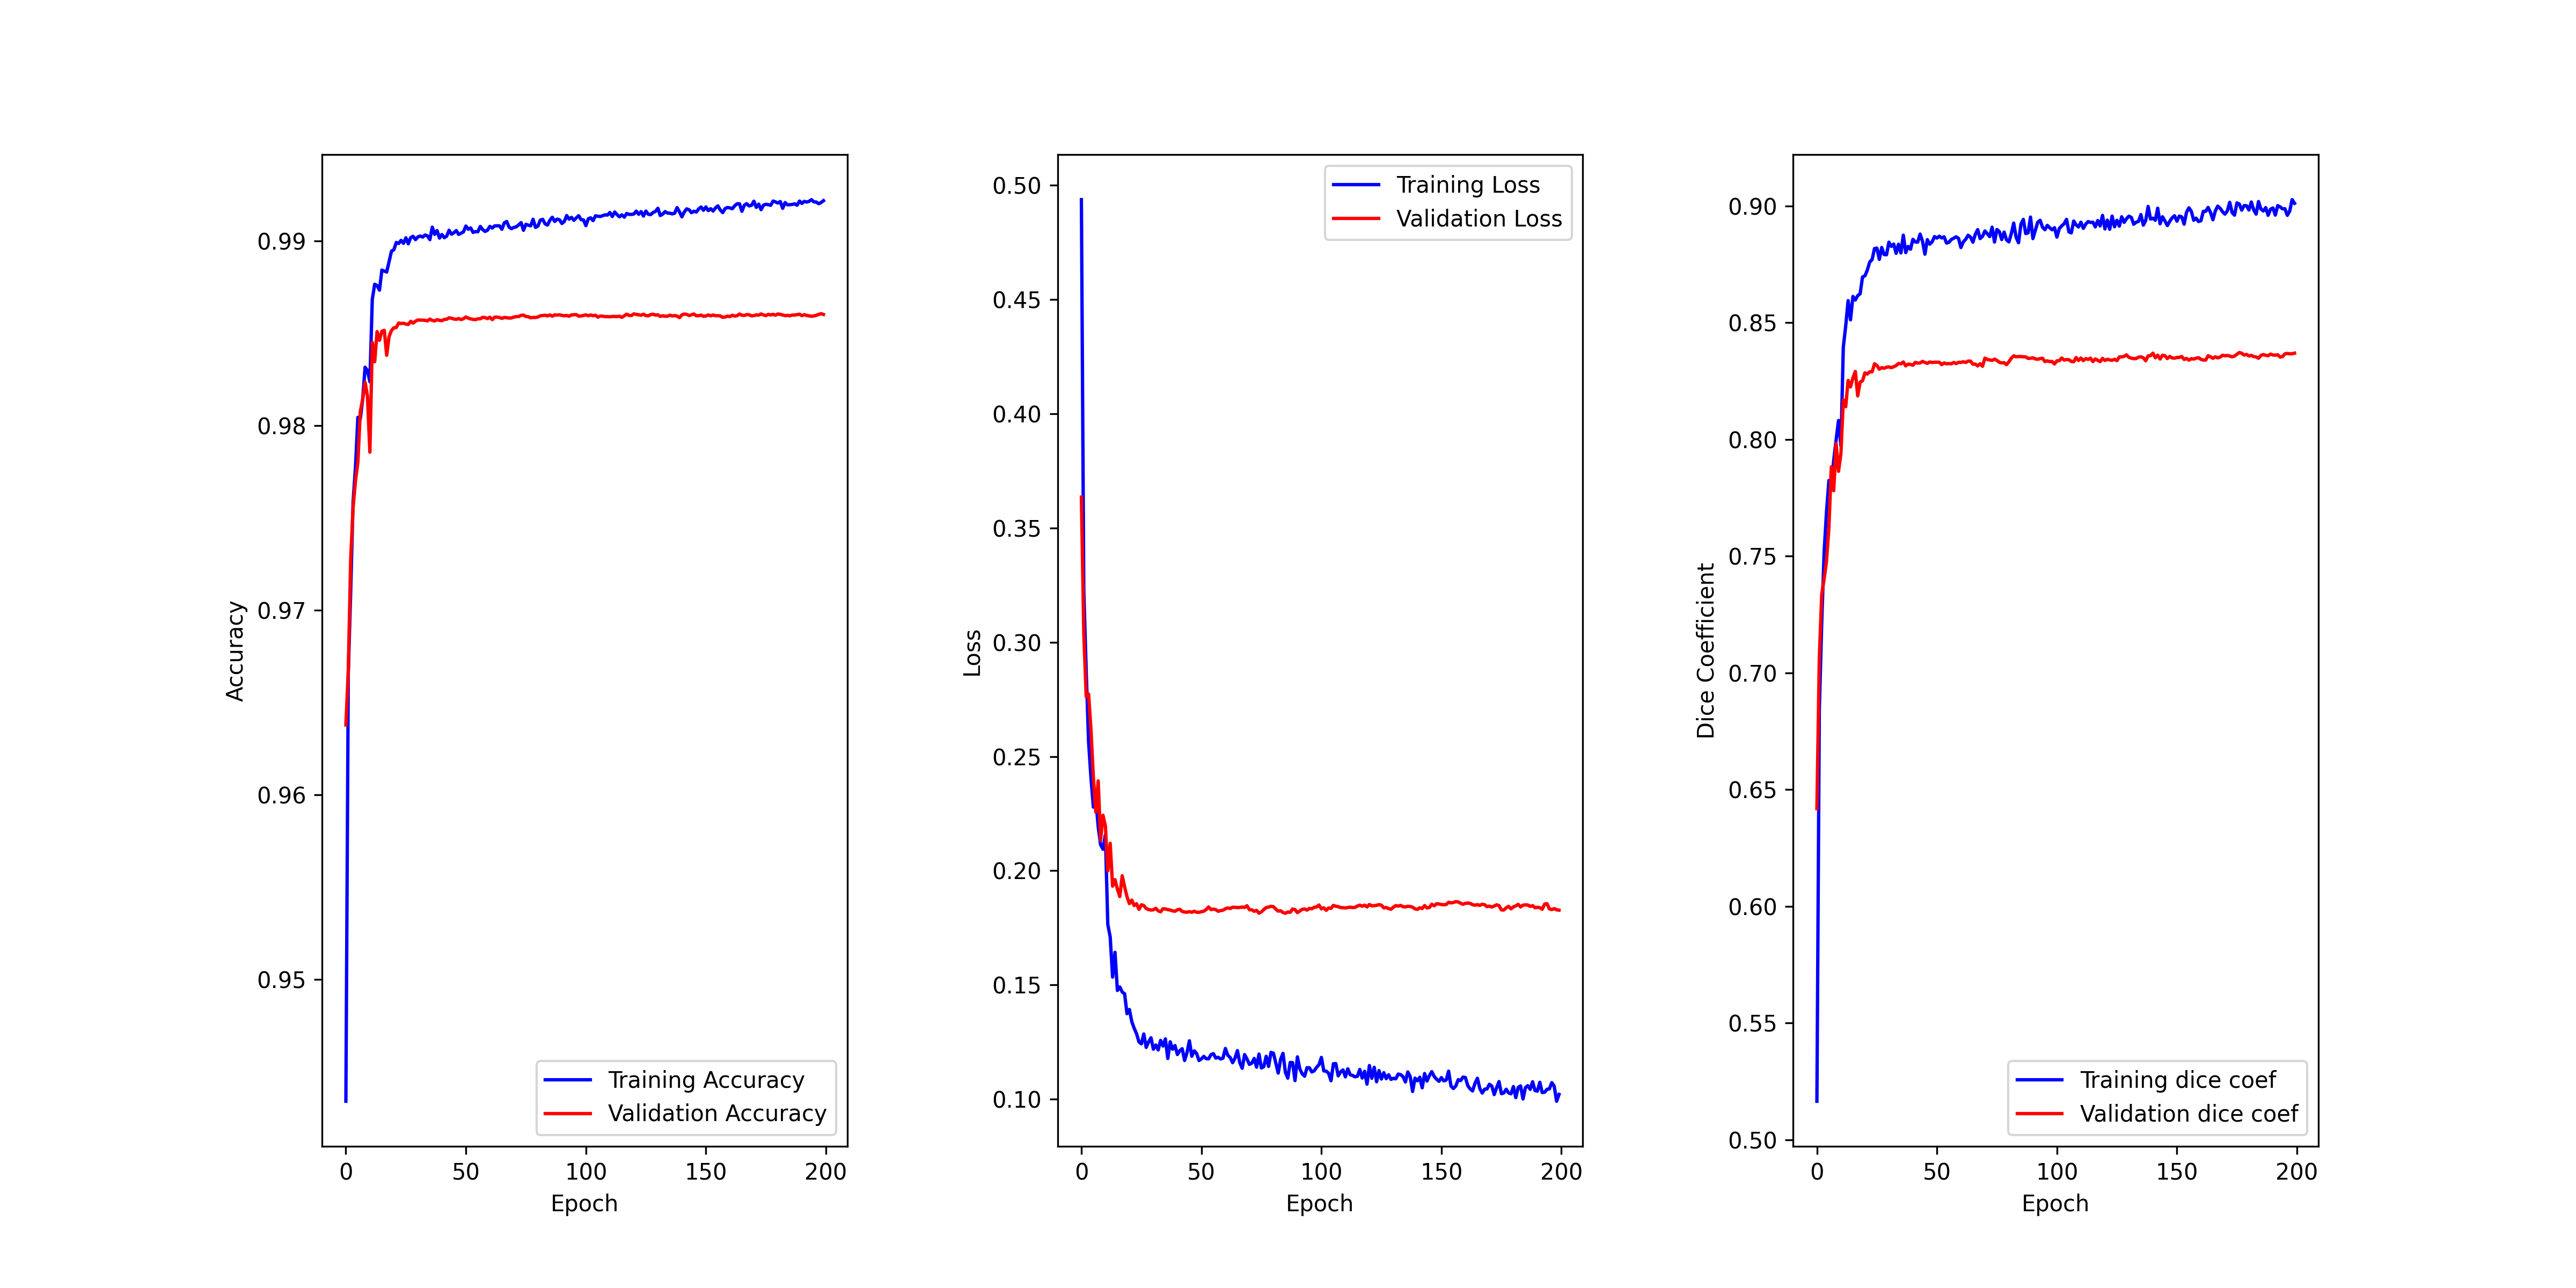 Accuracy
0.99
0.98
0.97
0.96
0.95
Training Accuracy
Validation Accuracy
0 50 100 150 200
Epoch
Loss
0.50
0.45
0.40
0.35
0.30
0.25
0.20
0.15
0.10
Training Loss
Validation Loss
0 50 100 150 200
Epoch
Dice Coefficient
0.90
0.85
0.80
0.75
0.70
0.65
0.60
0.55
0.50
Training dice coef
Validation dice coef
0 50 100 150 200
Epoch